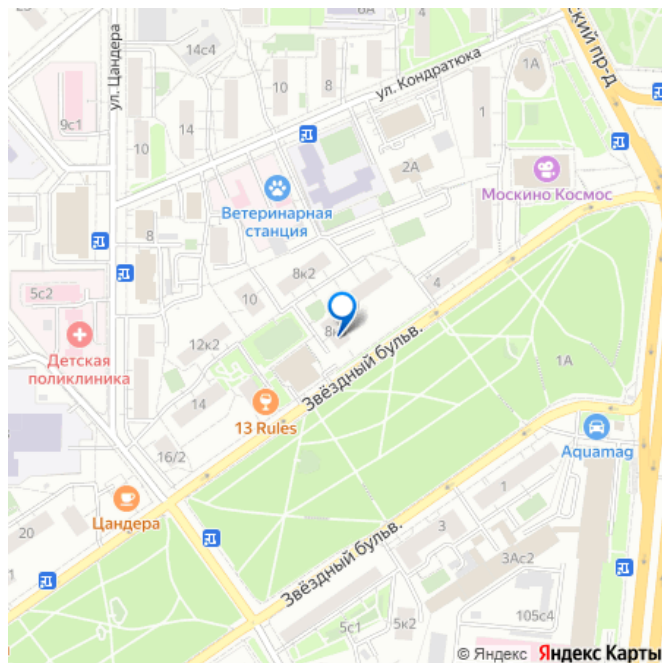 6А
4
14с4
ский пр-д
1А
ул. Цандера
ул. Кондратюка
10
8
9с1
14
1
10
2А
Москино Космос
Ветеринарная
станция
8
8к2
4
5с2
10
12к2
Звёздный бульв.
1А
Детская
поликлиника
14
13 Rules
Aquamag
16/2
1
Цандера
20
3
Звёздный бульв.
3Ас2
1
105с4
5к2
5с1
© Яндекс Яндекс Карты